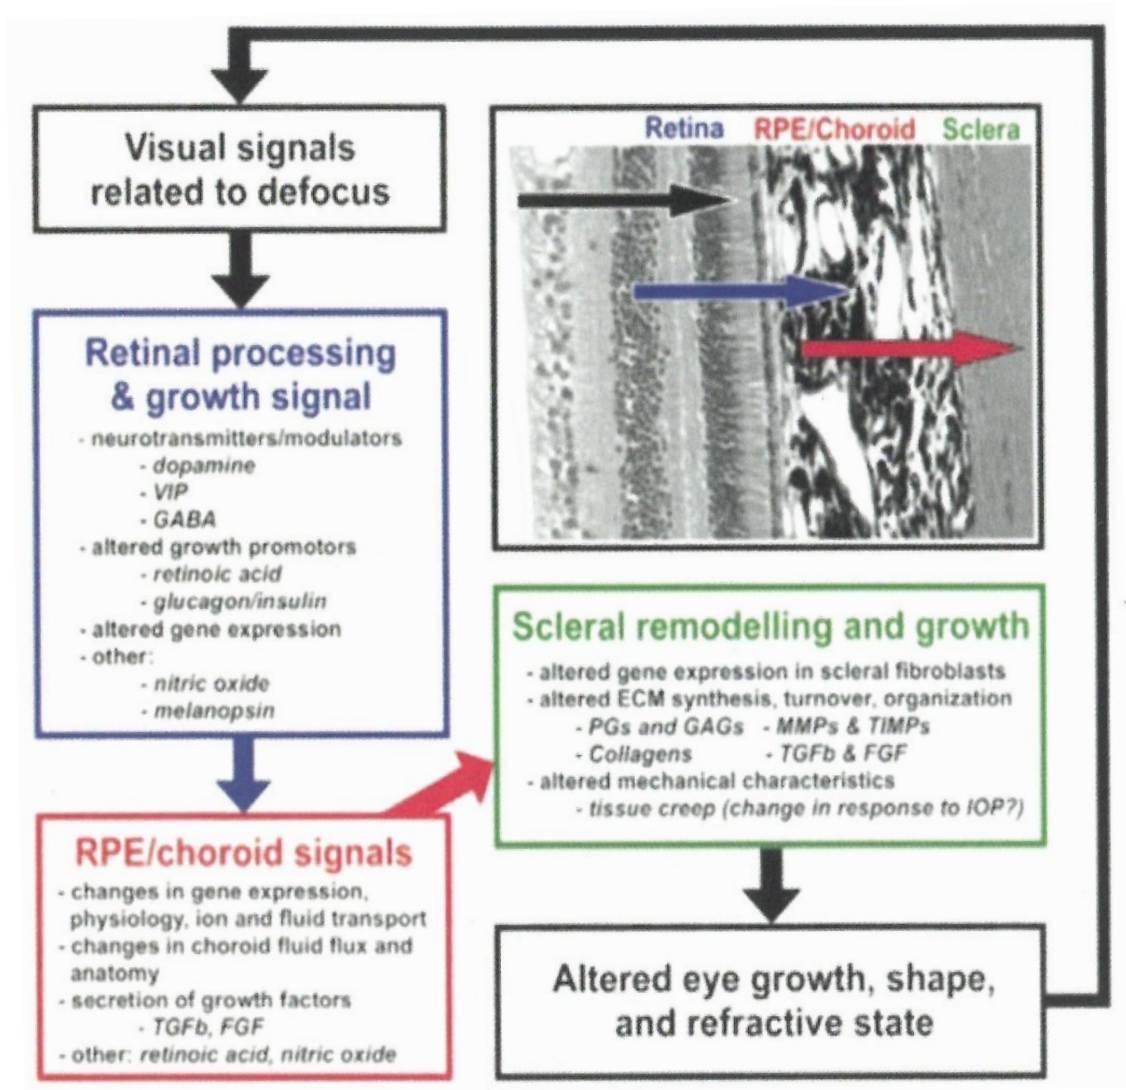 Visual signals
related to defocus
Retinal processing
& growth signal
- neurotransmitters/modulators
- dopamine
- VIP
- GABA
- altered growth promotors
- retinoic acid
- glucagon/insulin
- altered gene expression
- other:
- nitric oxide
- melanopsin
RPE/choroid signals
- changes in gene expression,
physiology, ion and fluid transport
- changes in choroid fluid flux and
anatomy
- secretion of growth factors
- TGFb, FGF
- other: retinoic acid, nitric oxide
Retina RPE/Choroid Sclera
Scleral remodelling and growth
- altered gene expression in scleral fibroblasts
- altered ECM synthesis, turnover, organization
- PGs and GAGs - MMPs & TIMPs
- Collagens - TGFb & FGF
- altered mechanical characteristics
- tissue creep (change in response to IOP?)
Altered eye growth, shape,
and refractive state